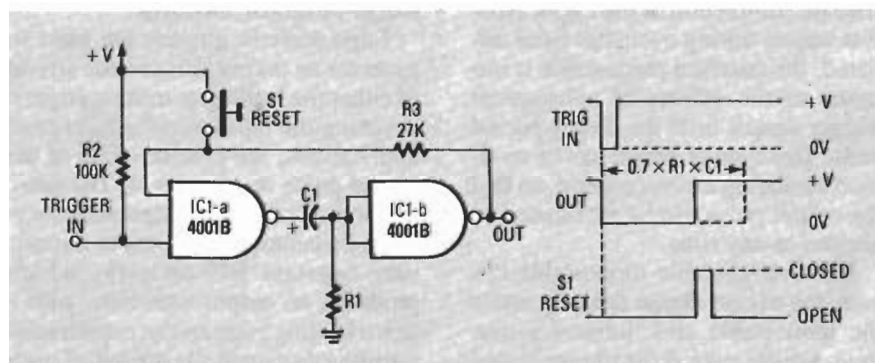 +V
S1
RESET
R3
27K
R2
100K
TRIGGER
IN
IC1-a
4001B
C1
+
IC1-b
4001B
OUT
R1
TRIG
IN
+V
0V
0.7 × R1 × C1
OUT
+V
0V
S1
RESET
CLOSED
OPEN